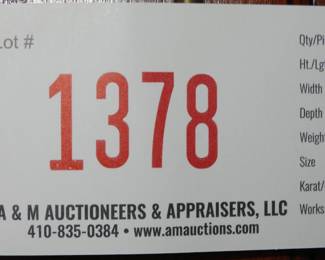 Lot #
1378
A & M AUCTIONEERS & APPRAISERS, LLC
410-835-0384 • www.amauctions.com
Qty/Pi
Ht./Lg
Width
Depth
Weigh
Size
Karat/
Works